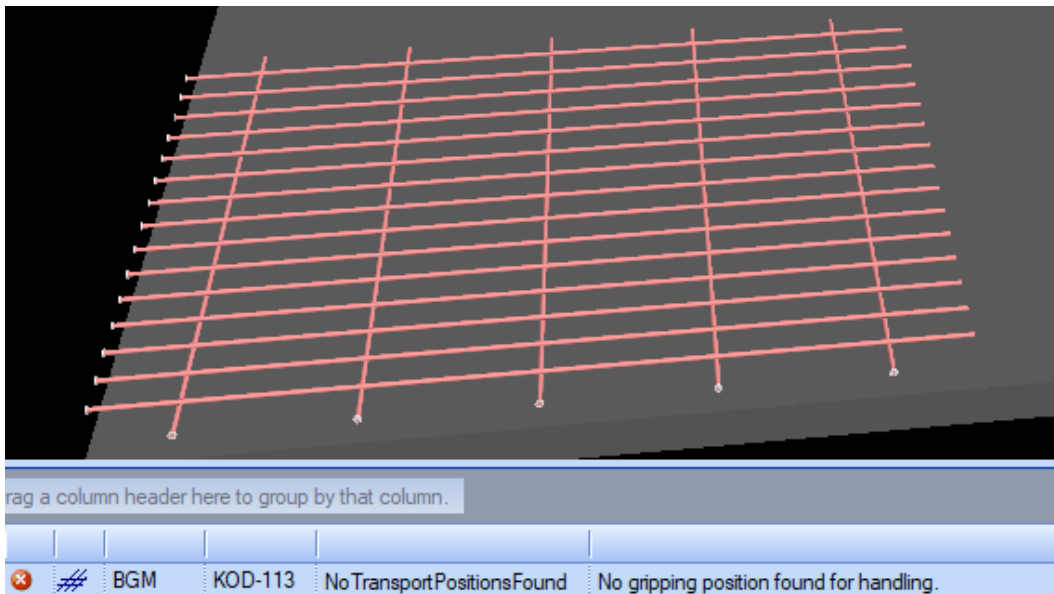 rag a column header here to group by that column.
BGM KOD-113 NoTransportPositionsFound No gripping position found for handling.